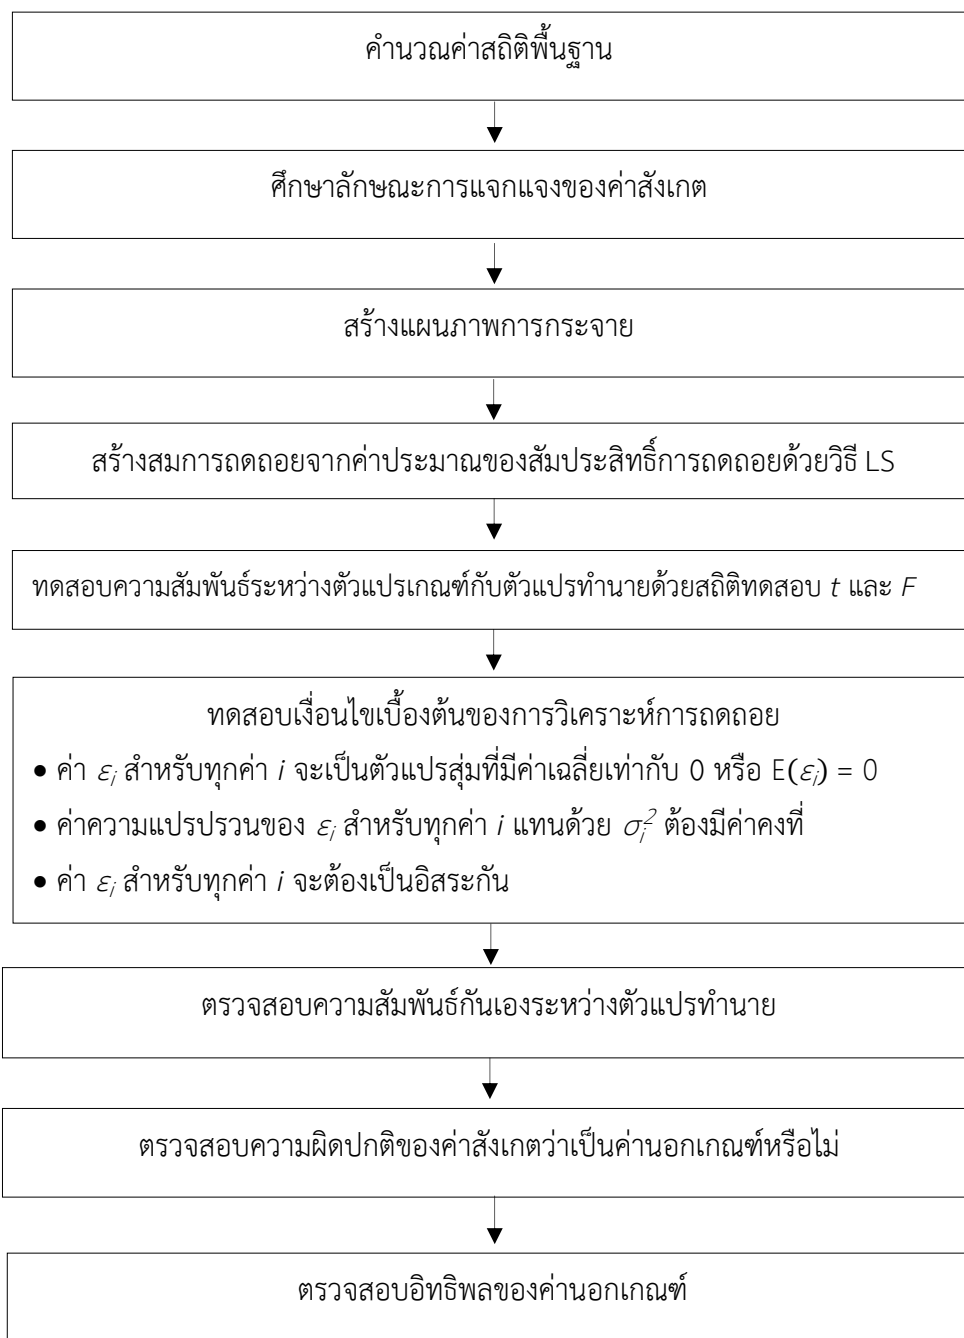 คำนวณค่าสถิติพื้นฐาน
ศึกษาลักษณะการแจกแจงของค่าสังเกต
สร้างแผนภาพการกระจาย
สร้างสมการถดถอยจากค่าประมาณของสัมประสิทธิ์การถดถอยด้วยวิธี LS
ทดสอบความสัมพันธ์ระหว่างตัวแปรเกณฑ์กับตัวแปรทำนายด้วยสถิติทดสอบ t และ F
ทดสอบเงื่อนไขเบื้องต้นของการวิเคราะห์การถดถอย
• ค่า εᵢ สำหรับทุกค่า i จะเป็นตัวแปรสุ่มที่มีค่าเฉลี่ยเท่ากับ 0 หรือ E(εᵢ) = 0
• ค่าความแปรปรวนของ εᵢ สำหรับทุกค่า i แทนด้วย σᵢ² ต้องมีค่าคงที่
• ค่า εᵢ สำหรับทุกค่า i จะต้องเป็นอิสระกัน
ตรวจสอบความสัมพันธ์กันเองระหว่างตัวแปรทำนาย
ตรวจสอบความผิดปกติของค่าสังเกตว่าเป็นค่านอกเกณฑ์หรือไม่
ตรวจสอบอิทธิพลของค่านอกเกณฑ์